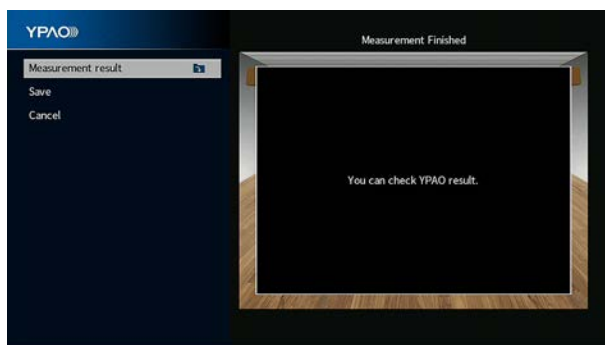 YPAO
Measurement Finished
Measurement result
Save
Cancel
You can check YPAO result.